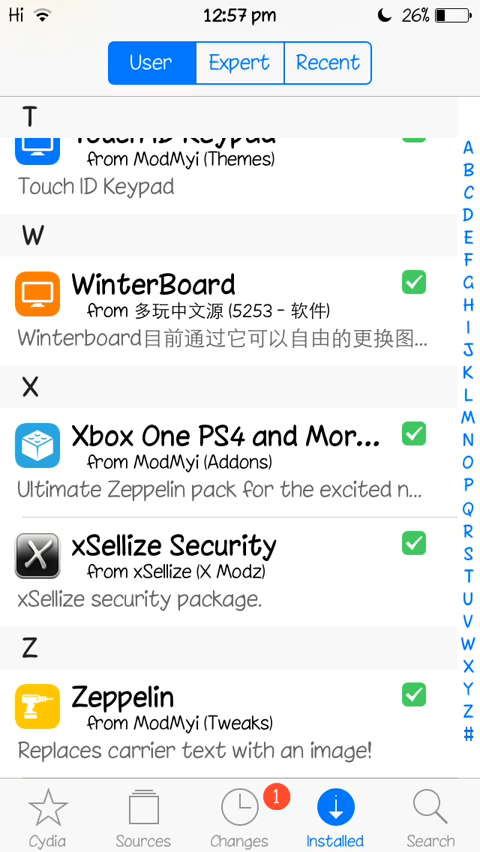 Hi 12:57 pm 26%
User Expert Recent
T
Touch ID Keypad
from ModMyi (Themes)
Touch ID Keypad
W
WinterBoard
from 多玩中文源 (5253 - 软件)
Winterboard目前通过它可以自由的更换图...
X
Xbox One PS4 and Mor...
from ModMyi (Addons)
Ultimate Zeppelin pack for the excited n...
xSellize Security
from xSellize (X Modz)
xSellize security package.
Z
Zeppelin
from ModMyi (Tweaks)
Replaces carrier text with an image!
A
B
C
D
E
F
G
H
I
J
K
L
M
N
O
P
Q
R
S
T
U
V
W
X
Y
Z
#
1
Cydia Sources Changes Installed Search